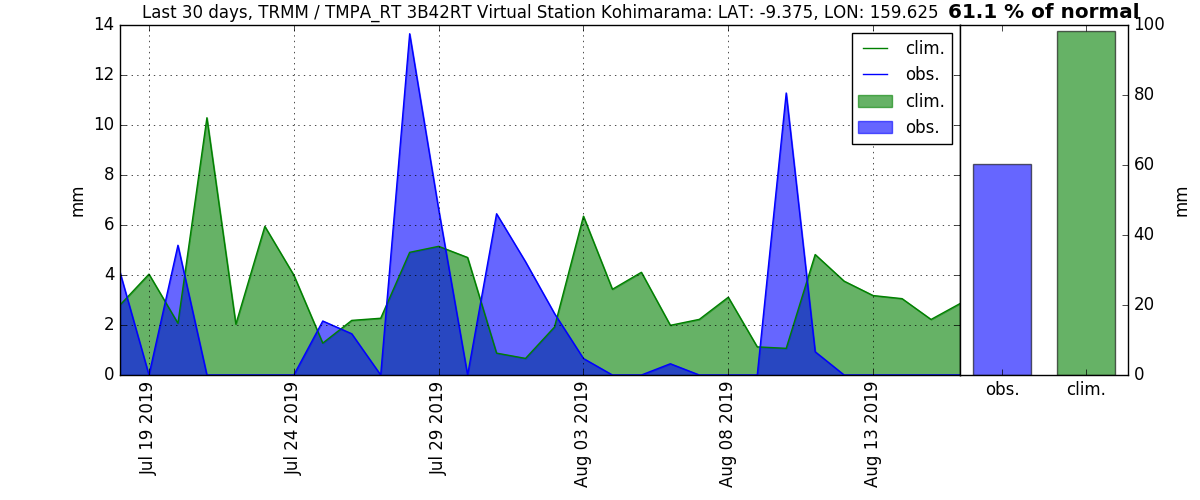 Last 30 days, TRMM / TMPA_RT 3B42RT Virtual Station Kohimarama: LAT: -9.375, LON: 159.625
61.1 % of normal
14
12
10
8
6
4
2
0
mm
clim.
obs.
clim.
obs.
Jul 19 2019
Jul 24 2019
Jul 29 2019
Aug 03 2019
Aug 08 2019
Aug 13 2019
100
80
60
40
20
0
mm
obs.
clim.